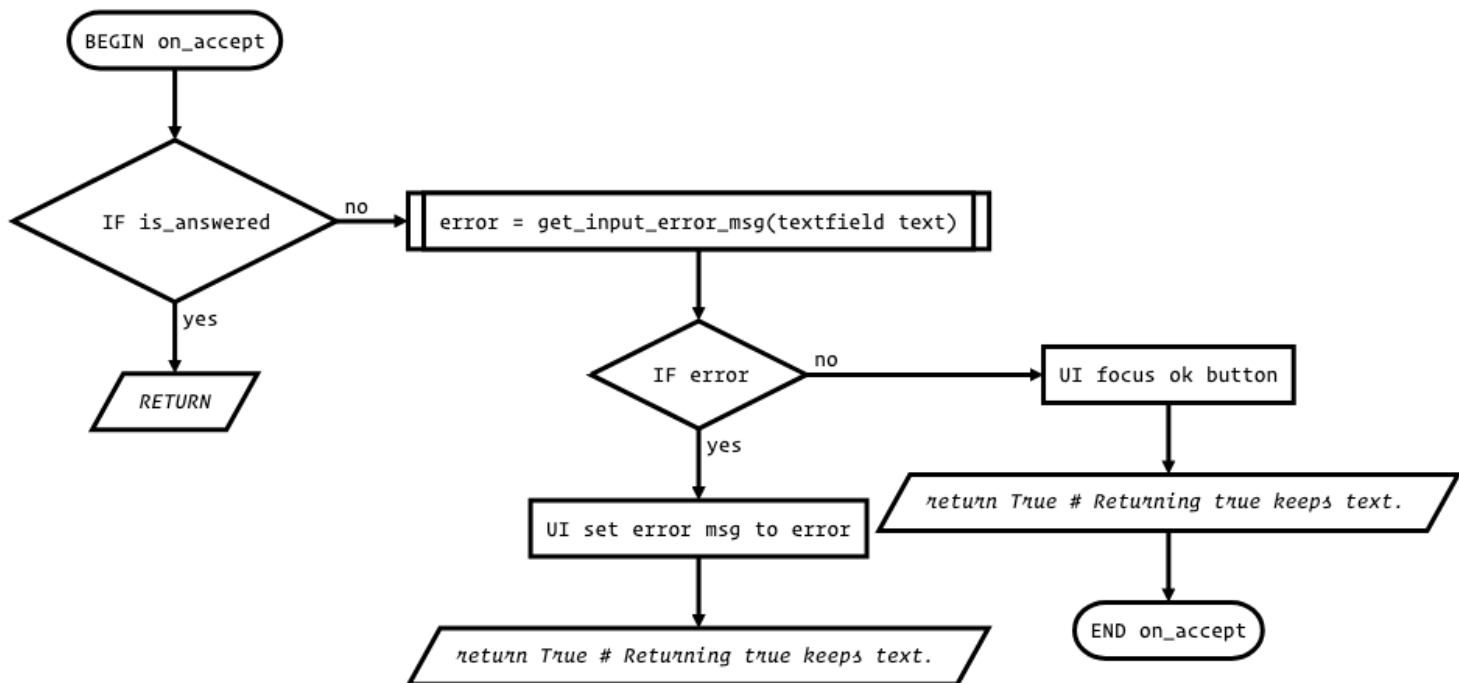 BEGIN on_accept
IF is_answered
no
error = get_input_error_msg(textfield text)
yes
RETURN
IF error
no
UI focus ok button
yes
return True # Returning true keeps text.
UI set error msg to error
END on_accept
return True # Returning true keeps text.